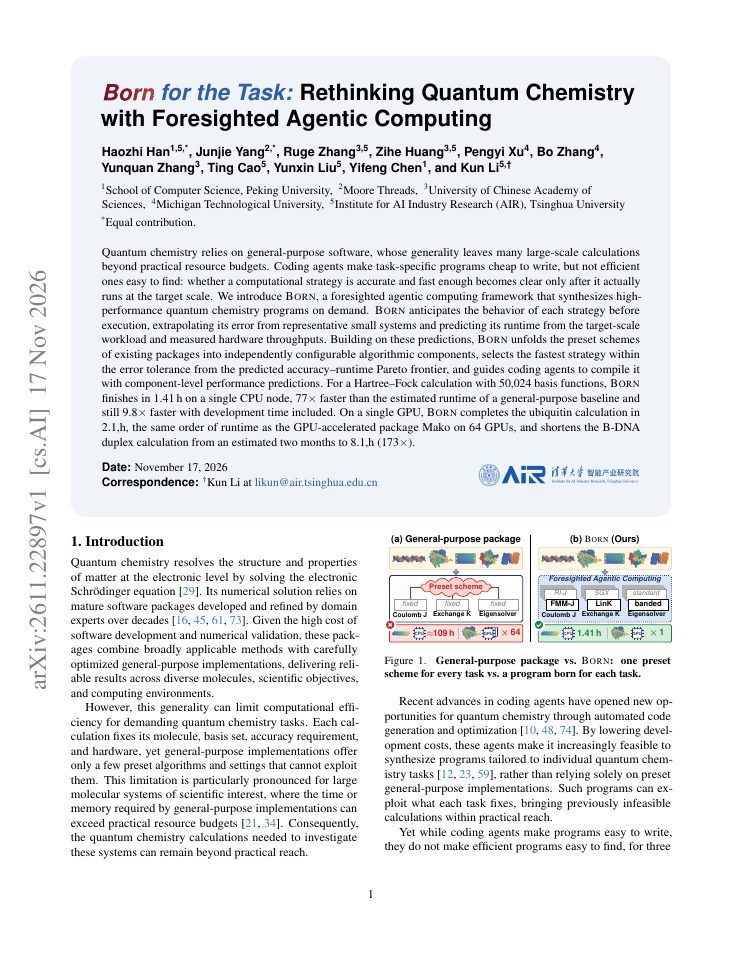 arXiv:2611.22897v1 [cs.AI] 17 Nov 2026
Born for the Task: Rethinking Quantum Chemistry
with Foresighted Agentic Computing
Haozhi Han1,5,*, Junjie Yang2,*, Ruge Zhang3,5, Zihe Huang3,5, Pengyi Xu4, Bo Zhang4,
Yunquan Zhang3, Ting Cao5, Yunxin Liu5, Yifeng Chen1, and Kun Li5,†
1School of Computer Science, Peking University, 2Moore Threads, 3University of Chinese Academy of
Sciences, 4Michigan Technological University, 5Institute for AI Industry Research (AIR), Tsinghua University
*Equal contribution.
Quantum chemistry relies on general-purpose software, whose generality leaves many large-scale calculations
beyond practical resource budgets. Coding agents make task-specific programs cheap to write, but not efficient
ones easy to find: whether a computational strategy is accurate and fast enough becomes clear only after it actually
runs at the target scale. We introduce BORN, a foresighted agentic computing framework that synthesizes high-
performance quantum chemistry programs on demand. BORN anticipates the behavior of each strategy before
execution, extrapolating its error from representative small systems and predicting its runtime from the target-scale
workload and measured hardware throughputs. Building on these predictions, BORN unfolds the preset schemes
of existing packages into independently configurable algorithmic components, selects the fastest strategy within
the error tolerance from the predicted accuracy–runtime Pareto frontier, and guides coding agents to compile it
with component-level performance predictions. For a Hartree–Fock calculation with 50,024 basis functions, BORN
finishes in 1.41 h on a single CPU node, 77× faster than the estimated runtime of a general-purpose baseline and
still 9.8× faster with development time included. On a single GPU, BORN completes the ubiquitin calculation in
2.1,h, the same order of runtime as the GPU-accelerated package Mako on 64 GPUs, and shortens the B-DNA
duplex calculation from an estimated two months to 8.1,h (173×).
Date: November 17, 2026
Correspondence: †Kun Li at likun@air.tsinghua.edu.cn
AIR 清华大学 智能产业研究院
Institute for AI Industry Research (AIR), Tsinghua University
1. Introduction
Quantum chemistry resolves the structure and properties
of matter at the electronic level by solving the electronic
Schrödinger equation [29]. Its numerical solution relies on
mature software packages developed and refined by domain
experts over decades [16, 45, 61, 73]. Given the high cost of
software development and numerical validation, these pack-
ages combine broadly applicable methods with carefully
optimized general-purpose implementations, delivering reli-
able results across diverse molecules, scientific objectives,
and computing environments.
However, this generality can limit computational effi-
ciency for demanding quantum chemistry tasks. Each cal-
culation fixes its molecule, basis set, accuracy requirement,
and hardware, yet general-purpose implementations offer
only a few preset algorithms and settings that cannot exploit
them. This limitation is particularly pronounced for large
molecular systems of scientific interest, where the time or
memory required by general-purpose implementations can
exceed practical resource budgets [21, 34]. Consequently,
the quantum chemistry calculations needed to investigate
these systems can remain beyond practical reach.
(a) General-purpose package
Preset scheme
fixed fixed fixed
Coulomb J Exchange K Eigensolver
CPU ≈109 h GPU × 64
(b) BORN (Ours)
Foresighted Agentic Computing
RI-J SGX standard
FMM-J LinK banded
Coulomb J Exchange K Eigensolver
CPU 1.41 h GPU × 1
Figure 1. General-purpose package vs. BORN: one preset
scheme for every task vs. a program born for each task.
Recent advances in coding agents have opened new op-
portunities for quantum chemistry through automated code
generation and optimization [10, 48, 74]. By lowering devel-
opment costs, these agents make it increasingly feasible to
synthesize programs tailored to individual quantum chem-
istry tasks [12, 23, 59], rather than relying solely on preset
general-purpose implementations. Such programs can ex-
ploit what each task fixes, bringing previously infeasible
calculations within practical reach.
Yet while coding agents make programs easy to write,
they do not make efficient programs easy to find, for three
1